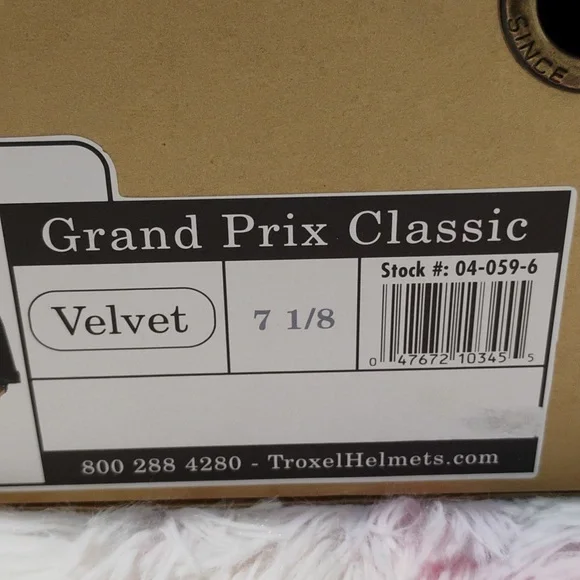 SINCE
Grand Prix Classic
Velvet
7 1/8
Stock #: 04-059-6
0 47672 10345 5
800 288 4280 - TroxelHelmets.com